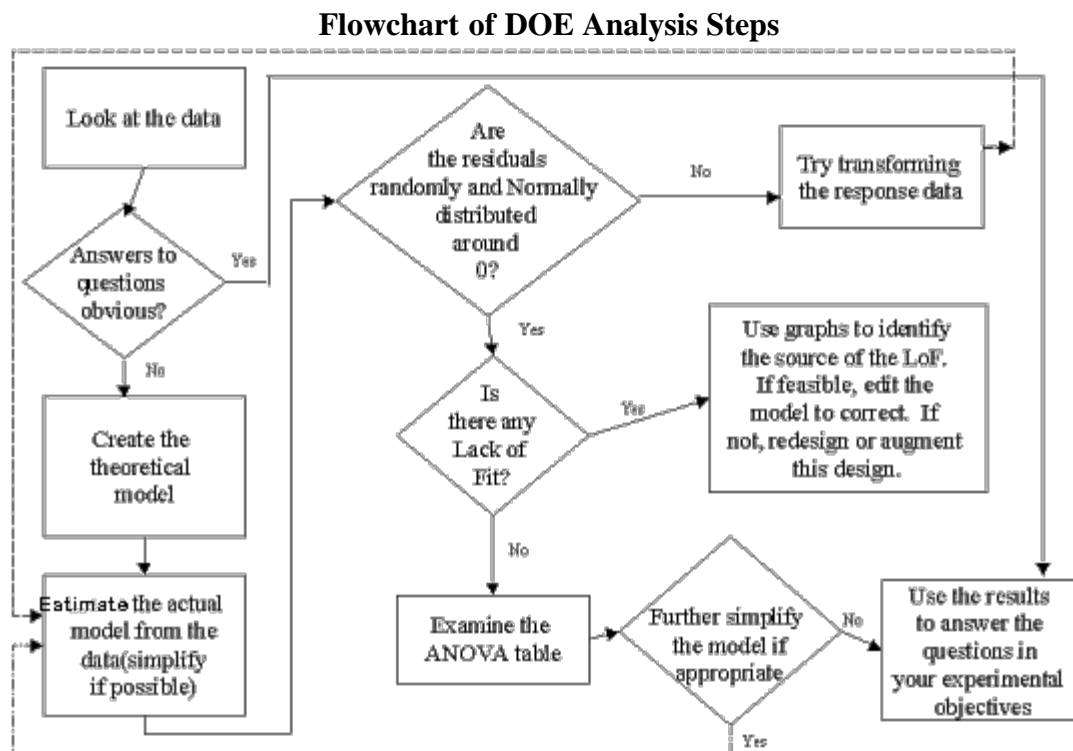 Flowchart of DOE Analysis Steps
Look at the data
Answers to
questions
obvious?
Yes
No
Create the
theoretical
model
Estimate the actual
model from the
data(simplify
if possible)
Are
the residuals
randomly and Normally
distributed
around
0?
No
Try transforming
the response data
Yes
Is
there any
Lack of
Fit?
Yes
Use graphs to identify
the source of the LoF.
If feasible, edit the
model to correct. If
not, redesign or augment
this design.
No
Examine the
ANOVA table
Further simplify
the model if
appropriate
No
Yes
Use the results
to answer the
questions in
your experimental
objectives